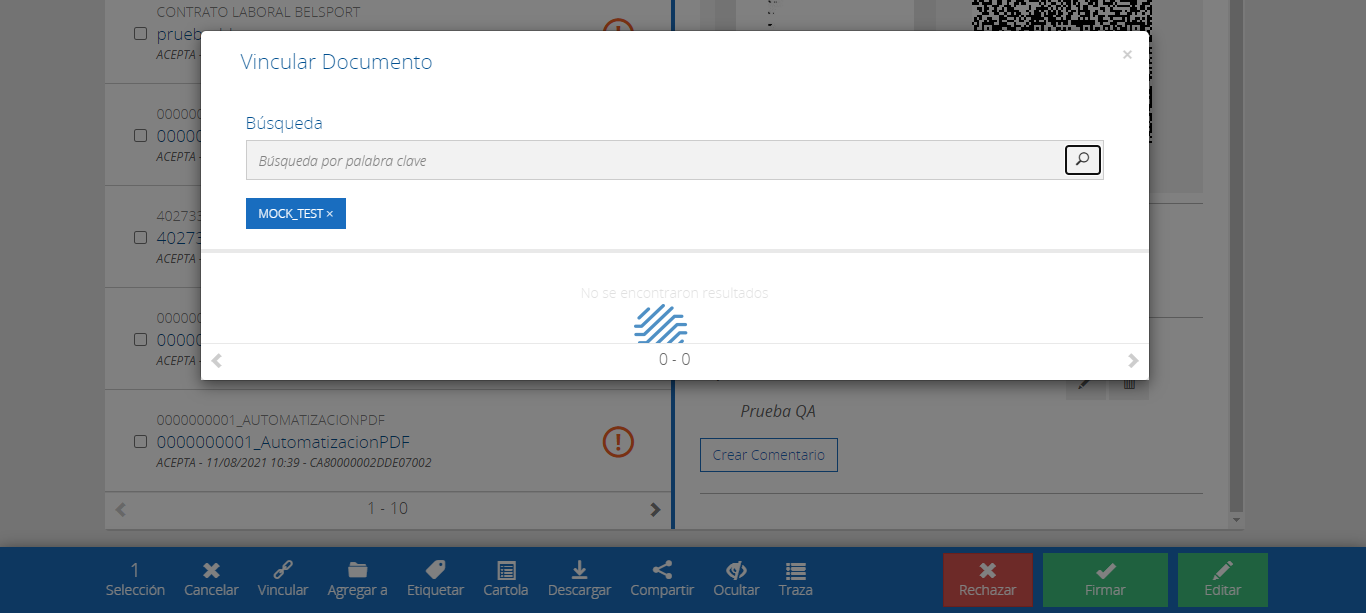 CONTRATO LABORAL BELSPORT
ACEPTA -
Vincular Documento
×
Búsqueda
Búsqueda por palabra clave
MOCK_TEST ×
No se encontraron resultados
0 - 0
ACEPTA -
ACEPTA -
ACEPTA -
Prueba QA
Crear Comentario
0000000001_AUTOMATIZACIONPDF
0000000001_AutomatizacionPDF
ACEPTA - 11/08/2021 10:39 - CA80000002DDE07002
1 - 10
1
Selección
Cancelar
Vincular
Agregar a
Etiquetar
Cartola
Descargar
Compartir
Ocultar
Traza
Rechazar
Firmar
Editar